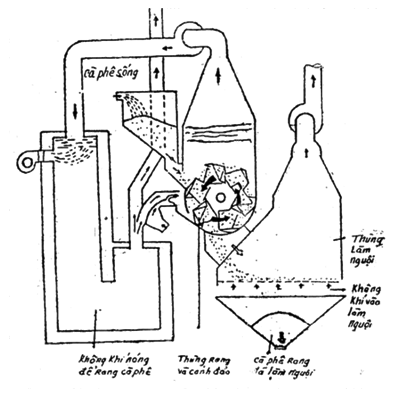 cà phê sống
Thùng
làm
nguội
không
khí vào
làm
nguội
không khí nóng
để rang cà phê
Thùng rang
và cánh đảo
cà phê rang
đã làm nguội